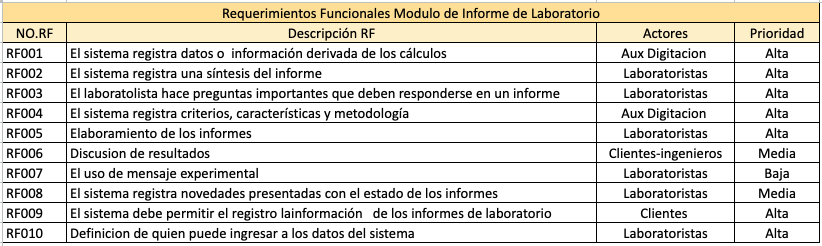 Requerimientos Funcionales Modulo de Informe de Laboratorio
NO.RF Descripción RF Actores Prioridad
RF001 El sistema registra datos o información derivada de los cálculos Aux Digitacion Alta
RF002 El sistema registra una síntesis del informe Laboratoristas Alta
RF003 El laboratolista hace preguntas importantes que deben responderse en un informe Laboratoristas Alta
RF004 El sistema registra criterios, características y metodología Aux Digitacion Alta
RF005 Elaboramiento de los informes Laboratoristas Alta
RF006 Discusion de resultados Clientes-ingenieros Media
RF007 El uso de mensaje experimental Laboratoristas Baja
RF008 El sistema registra novedades presentadas con el estado de los informes Laboratoristas Media
RF009 El sistema debe permitir el registro lainformación de los informes de laboratorio Clientes Alta
RF010 Definicion de quien puede ingresar a los datos del sistema Laboratoristas Alta